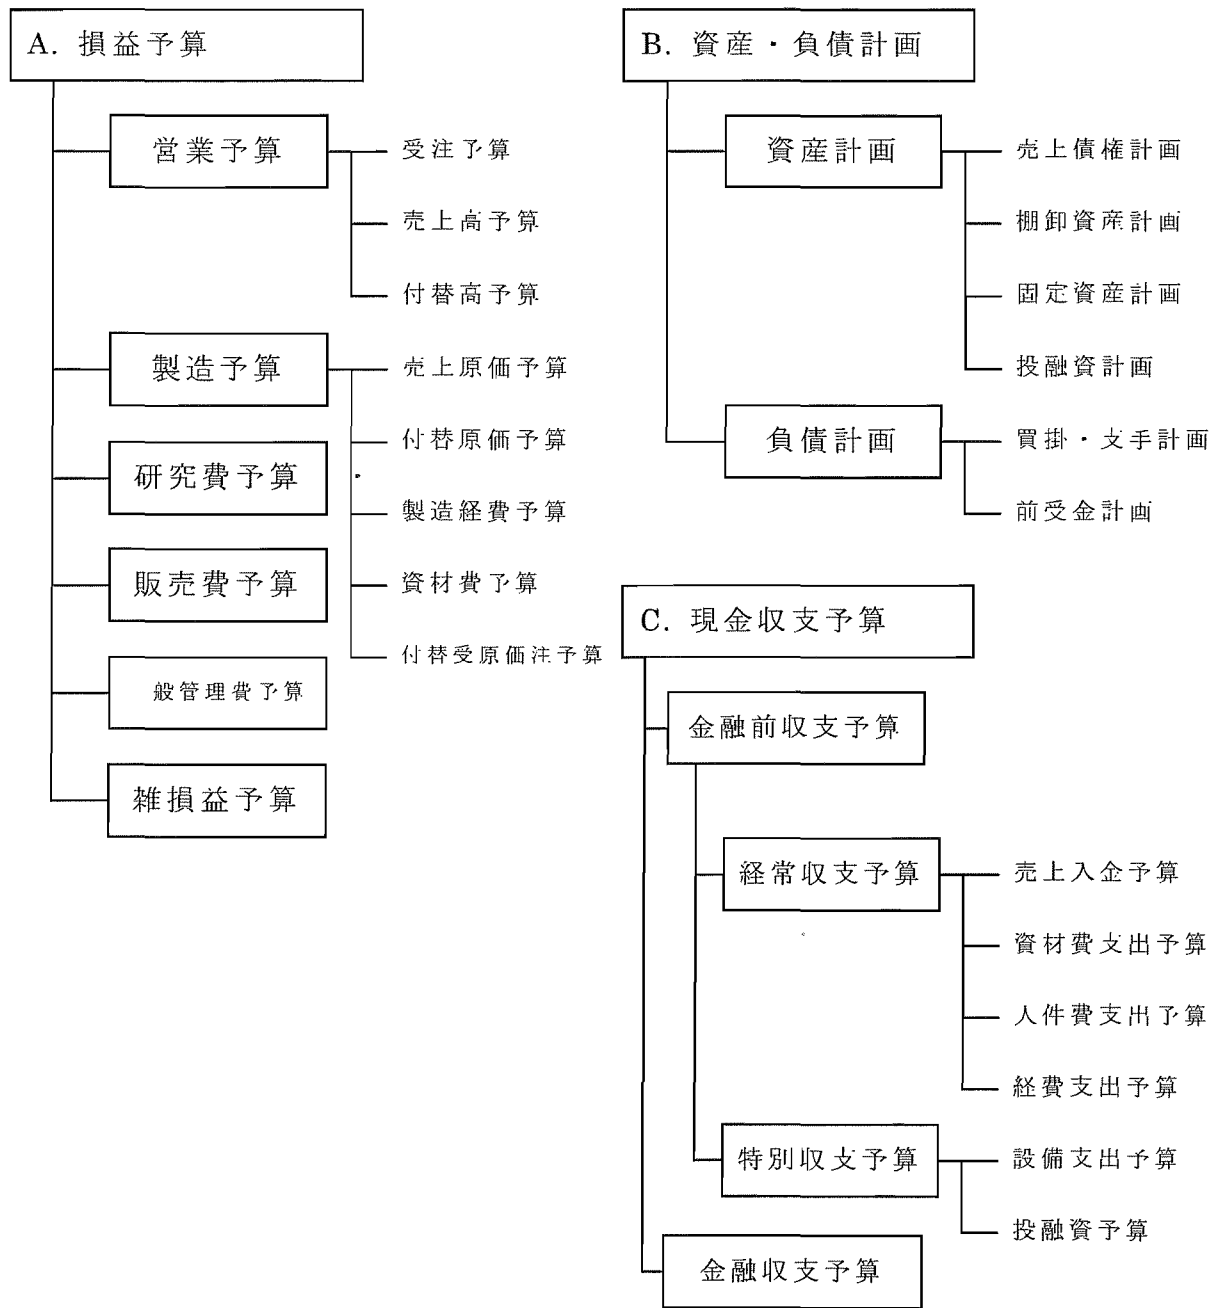 A. 損益予算
営業予算
受注予算
売上高予算
付替高予算
製造予算
売上原価予算
付替原価予算
製造経費予算
資材費予算
付替受原価注予算
研究費予算
販売費予算
般管理費予算
雑損益予算
B. 資産・負債計画
資産計画
売上債権計画
棚卸資産計画
固定資産計画
投融資計画
負債計画
買掛・支手計画
前受金計画
C. 現金収支予算
金融前収支予算
経常収支予算
売上入金予算
資材費支出予算
人件費支出予算
経費支出予算
特別収支予算
設備支出予算
投融資予算
金融収支予算